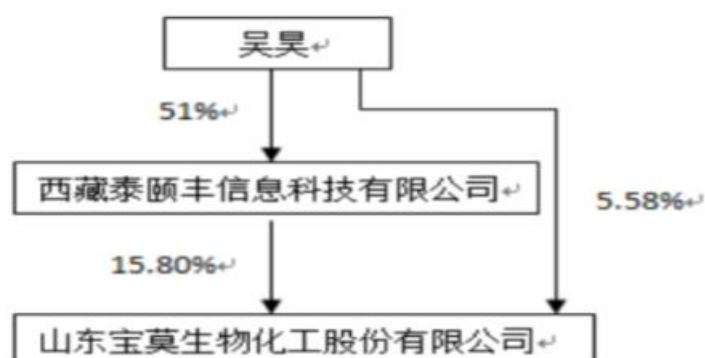 吴昊
51%
西藏泰颐丰信息科技有限公司
5.58%
15.80%
山东宝莫生物化工股份有限公司